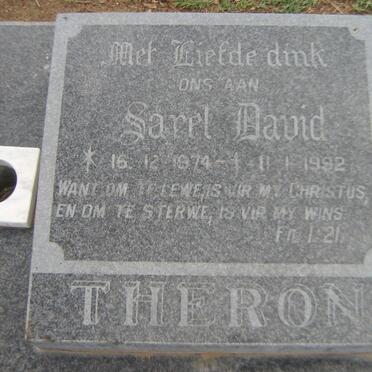 Met Liefde dink
ONS AAN
Sarel David
* 16.12.1974 - † 11.1.1992
WANT OM TE LEWE, IS VIR MY CHRISTUS,
EN OM TE STERWE, IS VIR MY WINS
Fil. 1:21.
THERON